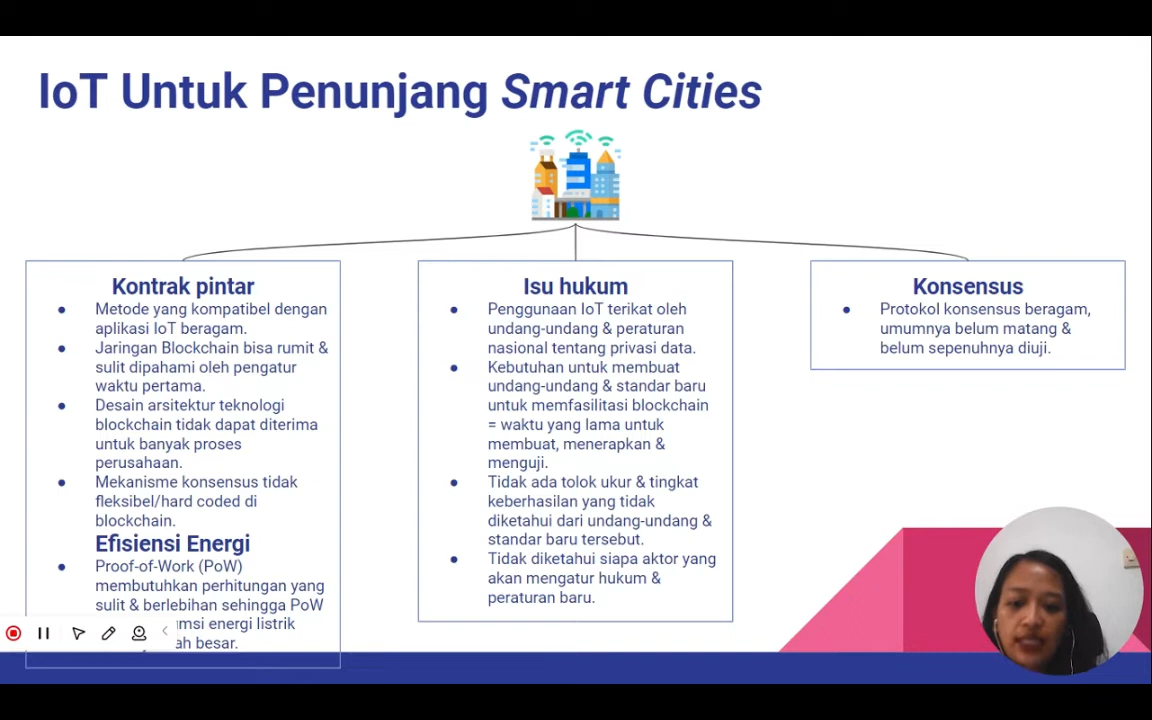 IoT Untuk Penunjang Smart Cities
Kontrak pintar
● Metode yang kompatibel dengan
aplikasi IoT beragam.
● Jaringan Blockchain bisa rumit &
sulit dipahami oleh pengatur
waktu pertama.
● Desain arsitektur teknologi
blockchain tidak dapat diterima
untuk banyak proses
perusahaan.
● Mekanisme konsensus tidak
fleksibel/hard coded di
blockchain.
Efisiensi Energi
● Proof-of-Work (PoW)
membutuhkan perhitungan yang
sulit & berlebihan sehingga PoW
energi listrik
besar.
Isu hukum
● Penggunaan IoT terikat oleh
undang-undang & peraturan
nasional tentang privasi data.
● Kebutuhan untuk membuat
undang-undang & standar baru
untuk memfasilitasi blockchain
= waktu yang lama untuk
membuat, menerapkan &
menguji.
● Tidak ada tolok ukur & tingkat
keberhasilan yang tidak
diketahui dari undang-undang &
standar baru tersebut.
● Tidak diketahui siapa aktor yang
akan mengatur hukum &
peraturan baru.
Konsensus
● Protokol konsensus beragam,
umumnya belum matang &
belum sepenuhnya diuji.